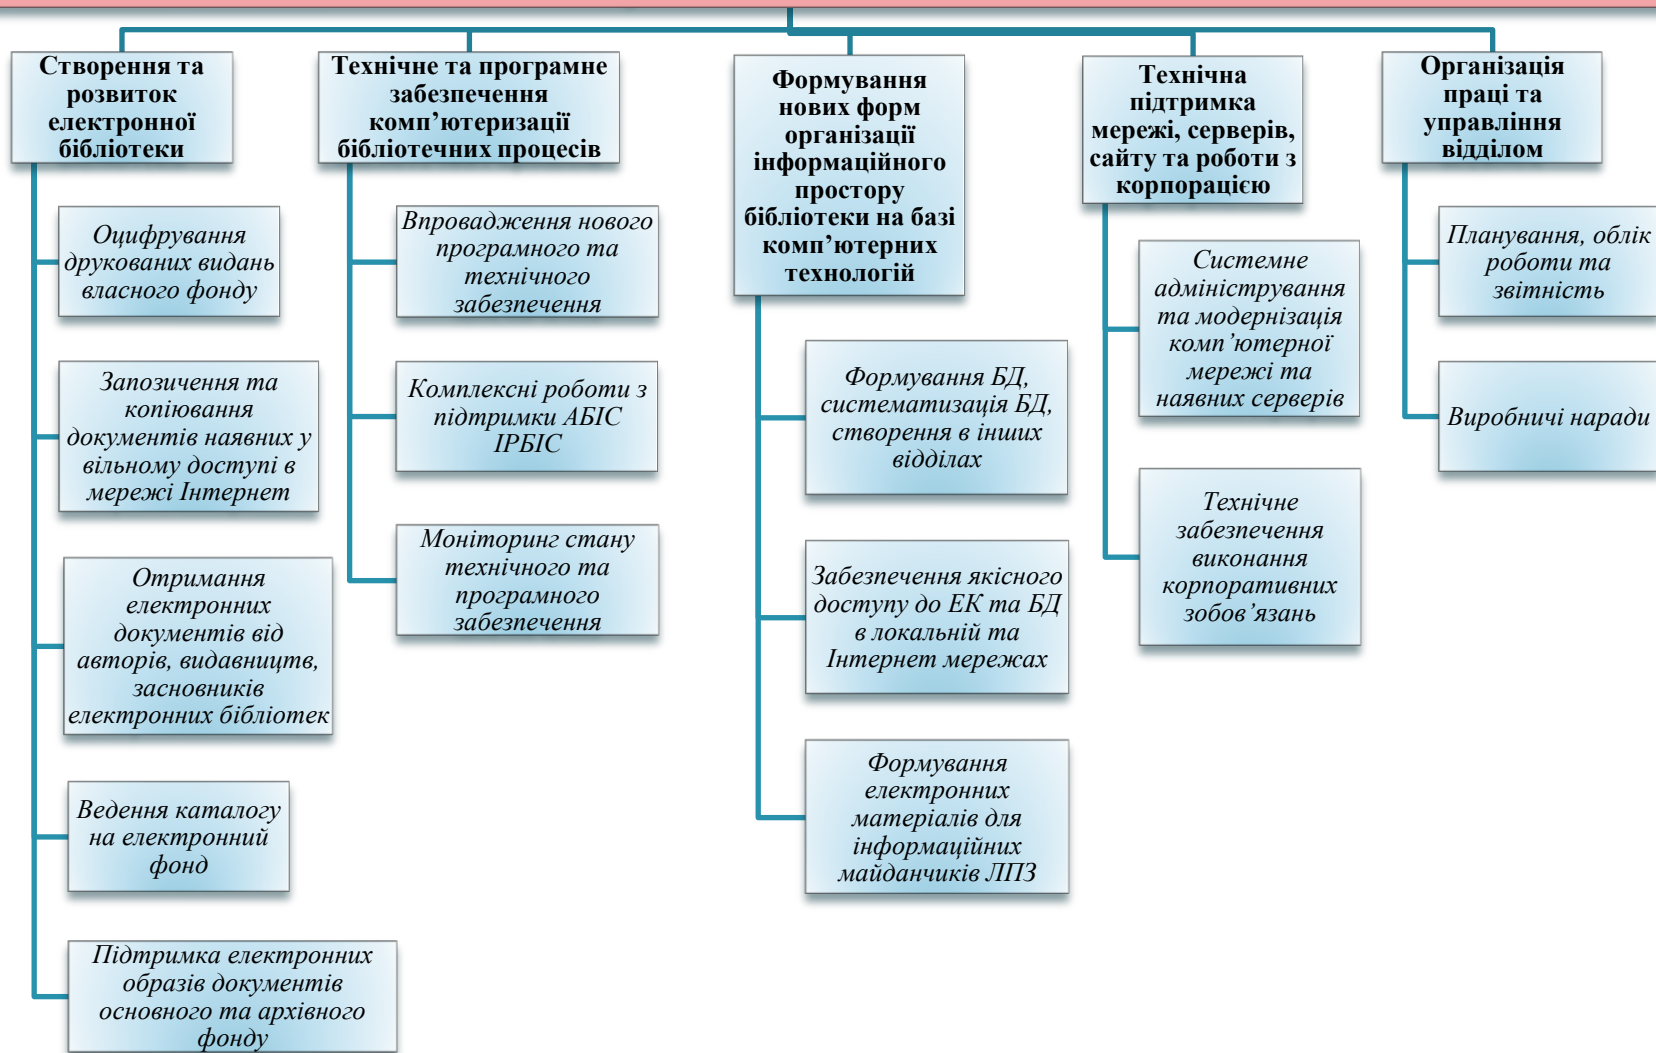 Створення та
розвиток
електронної
бібліотеки
Оцифрування
друкованих видань
власного фонду
Запозичення та
копіювання
документів наявних у
вільному доступі в
мережі Інтернет
Отримання
електронних
документів від
авторів, видавництв,
засновників
електронних бібліотек
Ведення каталогу
на електронний
фонд
Підтримка електронних
образів документів
основного та архівного
фонду
Технічне та програмне
забезпечення
комп’ютеризації
бібліотечних процесів
Впровадження нового
програмного та
технічного
забезпечення
Комплексні роботи з
підтримки АБІС
ІРБІС
Моніторинг стану
технічного та
програмного
забезпечення
Формування
нових форм
організації
інформаційного
простору
бібліотеки на базі
комп’ютерних
технологій
Формування БД,
систематизація БД,
створення в інших
відділах
Забезпечення якісного
доступу до ЕК та БД
в локальній та
Інтернет мережах
Формування
електронних
матеріалів для
інформаційних
майданчиків ЛПЗ
Технічна
підтримка
мережі, серверів,
сайту та роботи з
корпорацією
Системне
адміністрування
та модернізація
комп’ютерної
мережі та
наявних серверів
Технічне
забезпечення
виконання
корпоративних
зобов’язань
Організація
праці та
управління
відділом
Планування, облік
роботи та
звітність
Виробничі наради